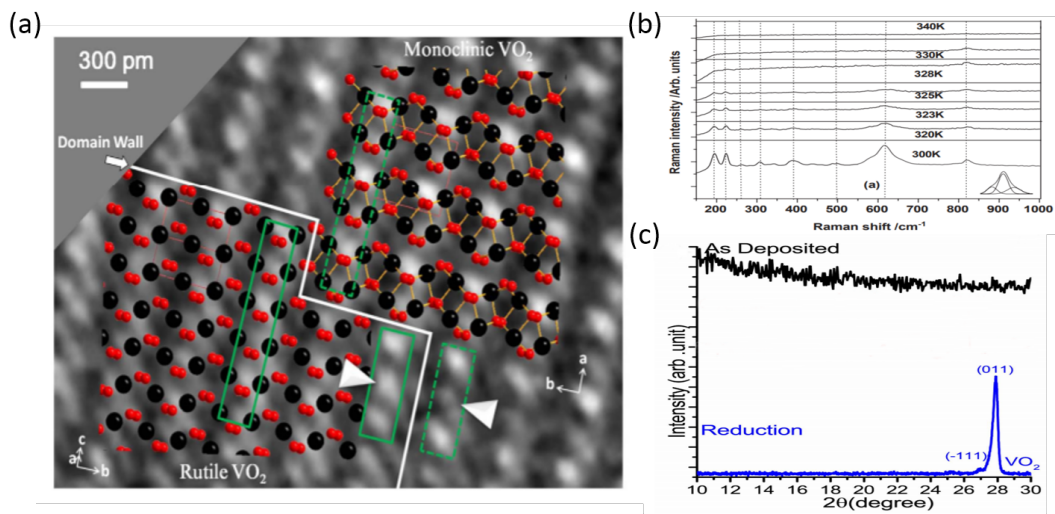 (a)
300 pm
Monoclinic VO₂
Domain Wall
a
b
c
a
b
Rutile VO₂
(b)
Raman intensity /Arb. units
340K
330K
328K
325K
323K
320K
300K
(a)
200 300 400 500 600 700 800 900 1000
Raman shift /cm⁻¹
(c)
As Deposited
Intensity (arb .unit)
(011)
Reduction
(-111)
VO₂
10 12 14 16 18 20 22 24 26 28 30
2θ(degree)